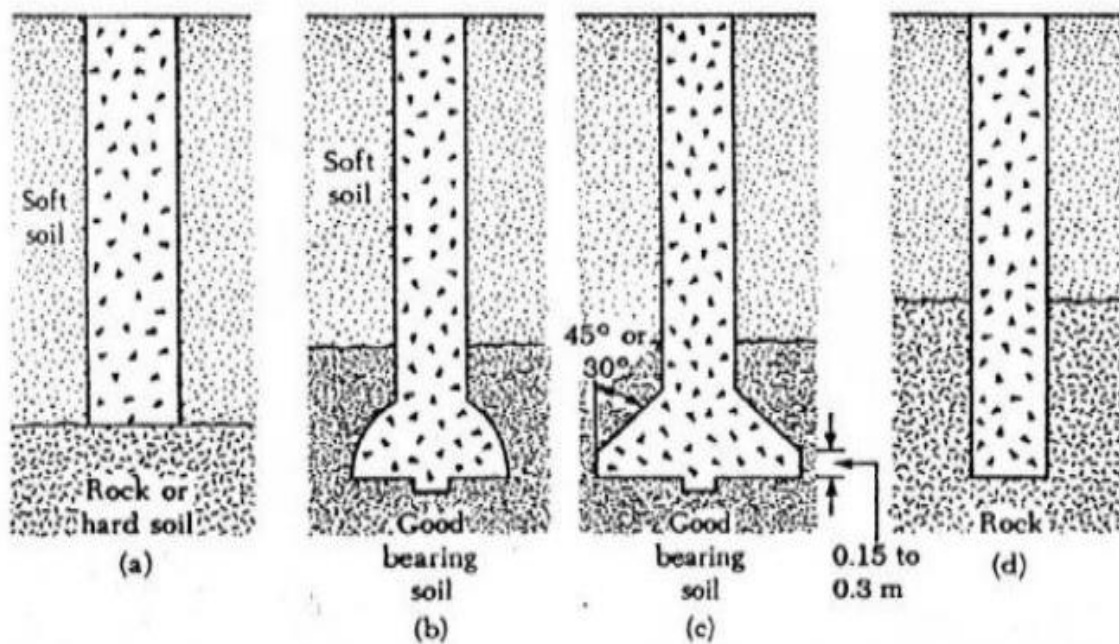 Soft
soil
Rock or
hard soil
(a)
Soft
soil
Good
bearing
soil
(b)
45° or
30°
Good
bearing
soil
(c)
0.15 to
0.3 m
Rock
(d)